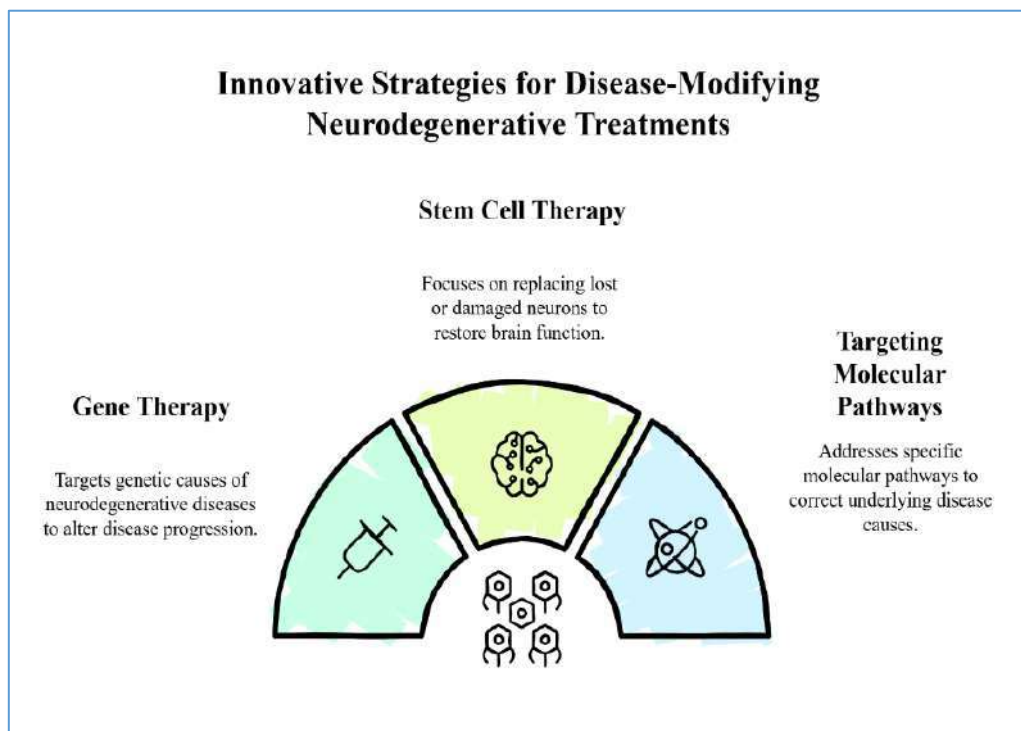 Innovative Strategies for Disease-Modifying
Neurodegenerative Treatments
Stem Cell Therapy
Focuses on replacing lost
or damaged neurons to
restore brain function.
Gene Therapy
Targets genetic causes of
neurodegenerative diseases
to alter disease progression.
Targeting
Molecular
Pathways
Addresses specific
molecular pathways to
correct underlying disease
causes.